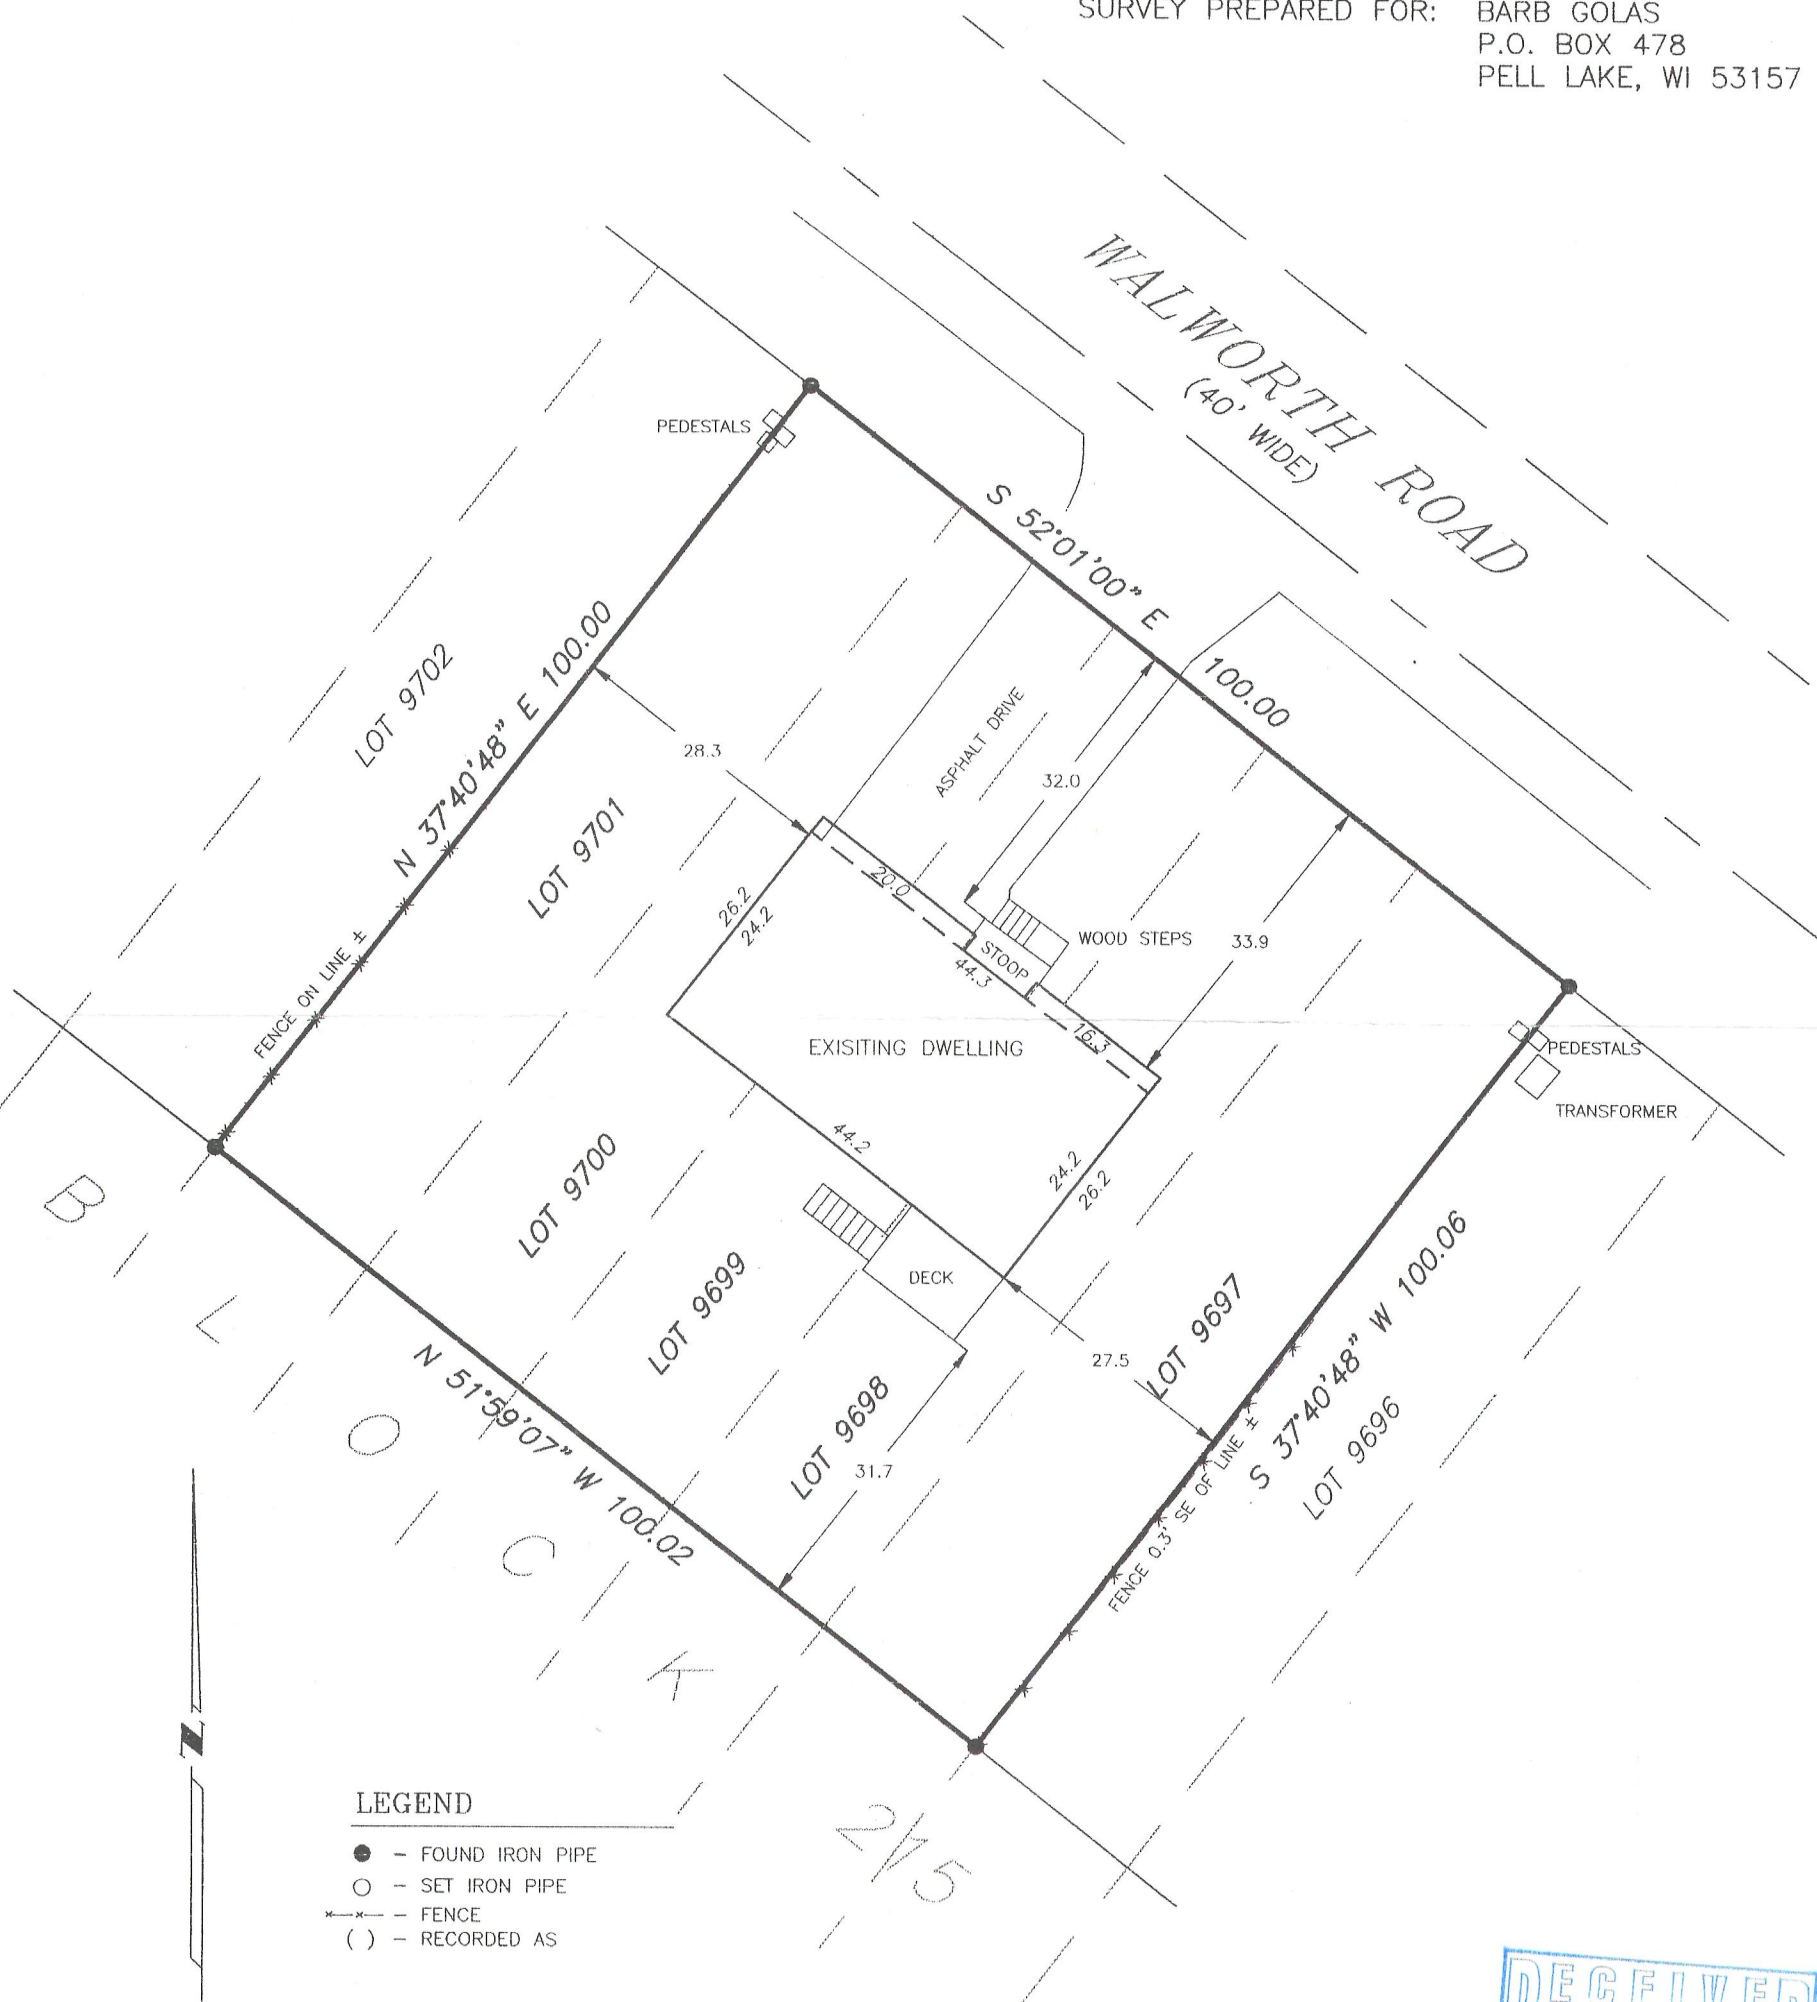 SURVEY PREPARED FOR: BARB GOLAS
P.O. BOX 478
PELL LAKE, WI 53157
WALWORTH ROAD
(40' WIDE)
PEDESTALS
S 52°01'00" E 100.00
N 37°40'48" E 100.00
LOT 9702
28.3
ASPHALT DRIVE
32.0
LOT 9701
20.0
26.2
24.2
STOOP
44.3
WOOD STEPS
33.9
FENCE ON LINE ±
EXISITING DWELLING
16.3
PEDESTALS
TRANSFORMER
44.2
24.2
26.2
LOT 9700
LOT 9699
DECK
LOT 9697
S 37°40'48" W 100.06
27.5
LOT 9698
31.7
LOT 9696
FENCE 0.3' SE OF LINE ±
N 51°59'07" W 100.02
BLOCK 215
N
LEGEND
● – FOUND IRON PIPE
○ – SET IRON PIPE
x—x— – FENCE
( ) – RECORDED AS
RECEIVED